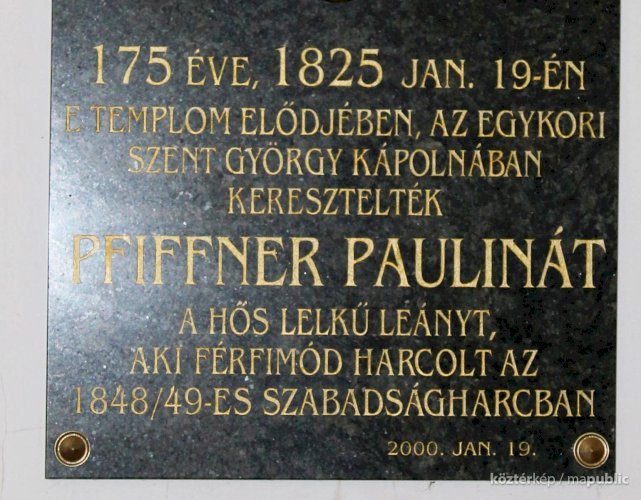 175 ÉVE, 1825 JAN. 19-ÉN
E TEMPLOM ELŐDJÉBEN, AZ EGYKORI
SZENT GYÖRGY KÁPOLNÁBAN
KERESZTELTÉK
PFIFFNER PAULINÁT
A HŐS LELKŰ LEÁNYT,
AKI FÉRFIMÓD HARCOLT AZ
1848/49-ES SZABADSÁGHARCBAN
2000. JAN. 19.
köztérkép / mapublic